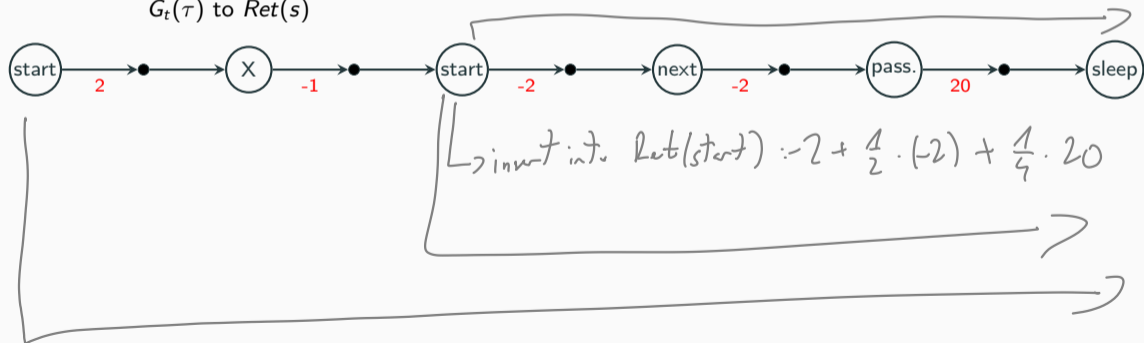 Gₜ(τ) to Ret(s)
start X start next pass. sleep
2 -1 -2 -2 20
↳ insert into Ret(start) : -2 + 1/2 · (-2) + 1/4 · 20